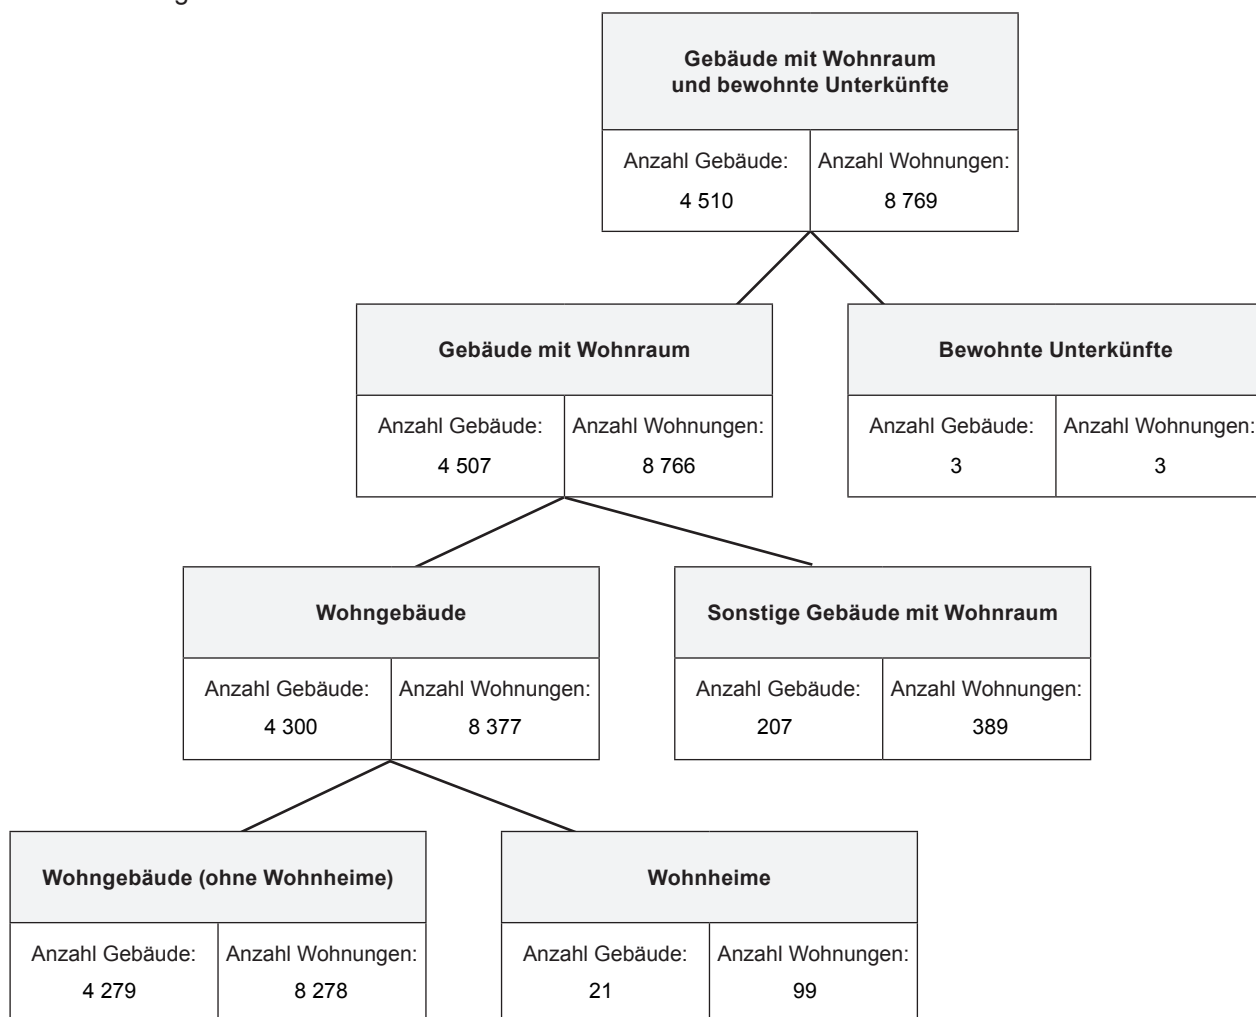 Gebäude mit Wohnraum
und bewohnte Unterkünfte
Anzahl Gebäude: Anzahl Wohnungen:
4 510 8 769
Gebäude mit Wohnraum Bewohnte Unterkünfte
Anzahl Gebäude: Anzahl Wohnungen: Anzahl Gebäude: Anzahl Wohnungen:
4 507 8 766 3 3
Wohngebäude Sonstige Gebäude mit Wohnraum
Anzahl Gebäude: Anzahl Wohnungen: Anzahl Gebäude: Anzahl Wohnungen:
4 300 8 377 207 389
Wohngebäude (ohne Wohnheime) Wohnheime
Anzahl Gebäude: Anzahl Wohnungen: Anzahl Gebäude: Anzahl Wohnungen:
4 279 8 278 21 99